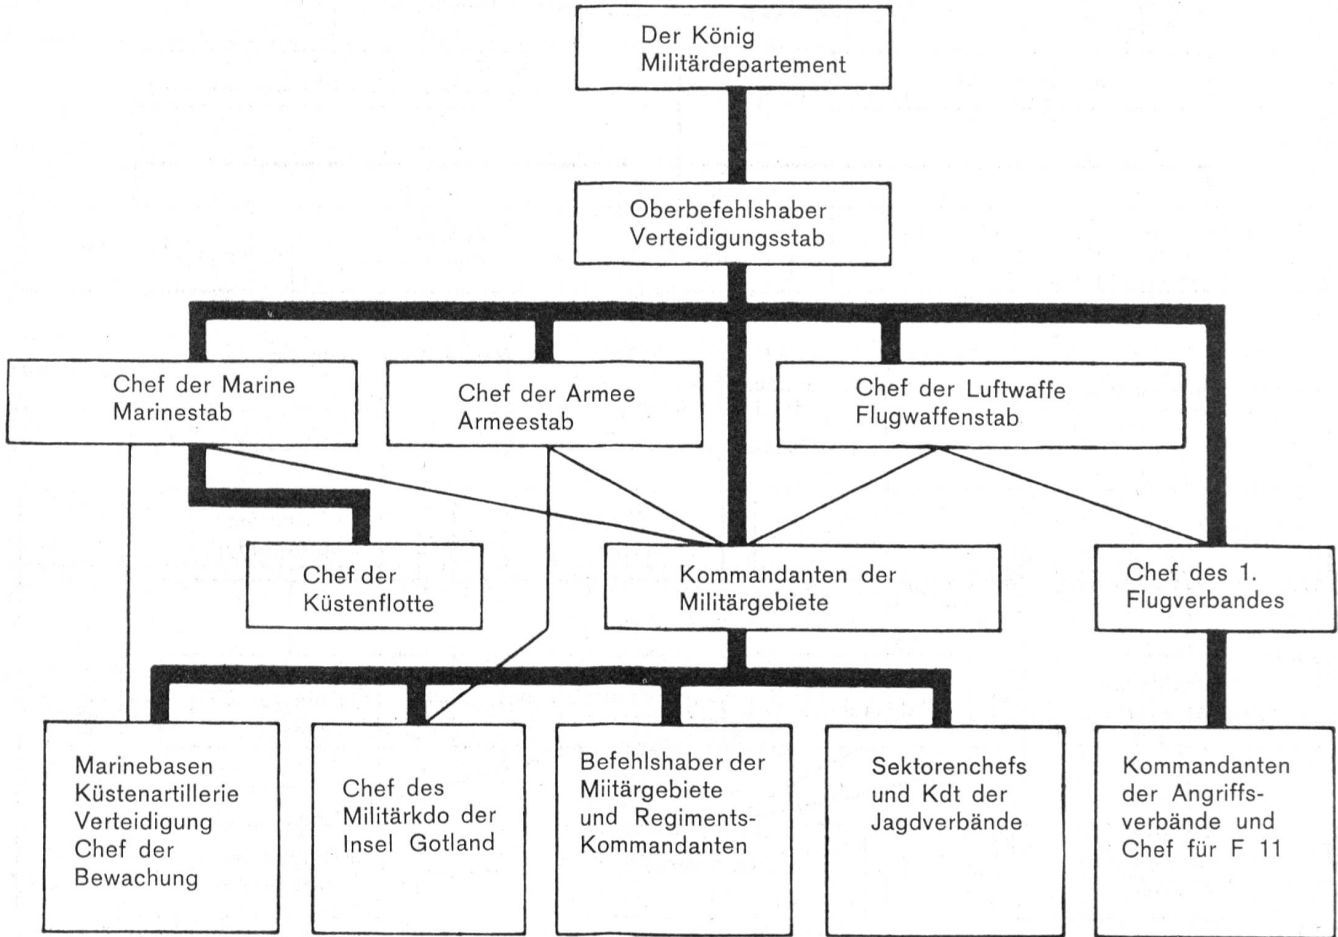 Der König
Militärdepartement
Oberbefehlshaber
Verteidigungsstab
Chef der Marine
Marinestab
Chef der Armee
Armeestab
Chef der Luftwaffe
Flugwaffenstab
Chef der
Küstenflotte
Kommandanten der
Militärgebiete
Chef des 1.
Flugverbandes
Marinebasen
Küstenartillerie
Verteidigung
Chef der
Bewachung
Chef des
Militärkdo der
Insel Gotland
Befehlshaber der
Miitärgebiete
und Regiments-
Kommandanten
Sektorenchefs
und Kdt der
Jagdverbände
Kommandanten
der Angriffs-
verbände und
Chef für F 11